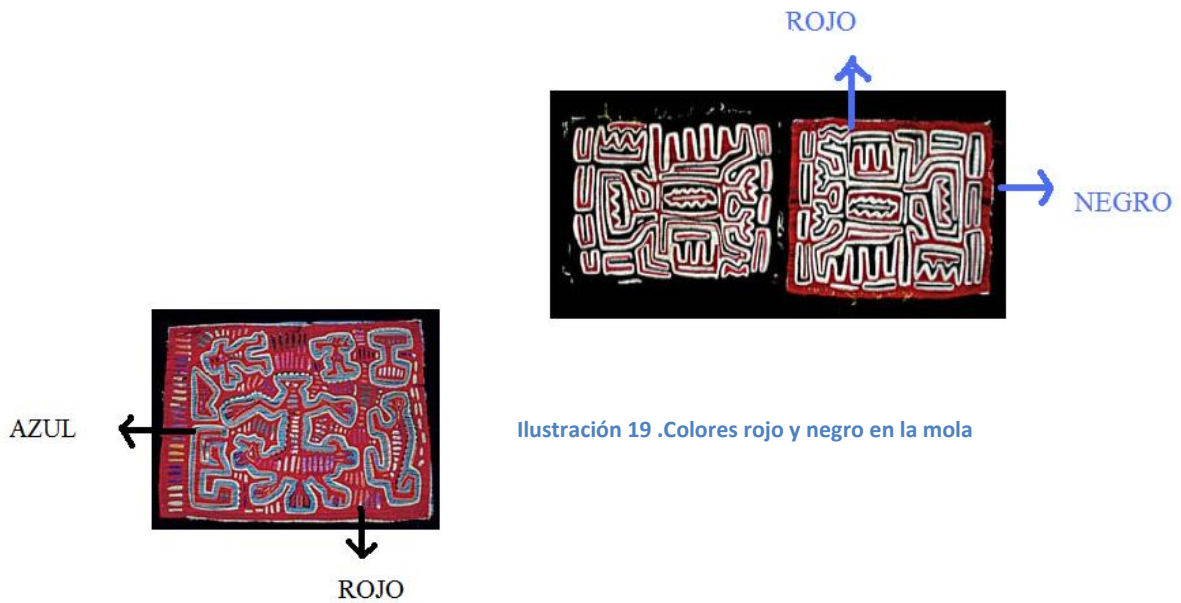 ROJO
NEGRO
AZUL
Ilustración 19 .Colores rojo y negro en la mola
ROJO